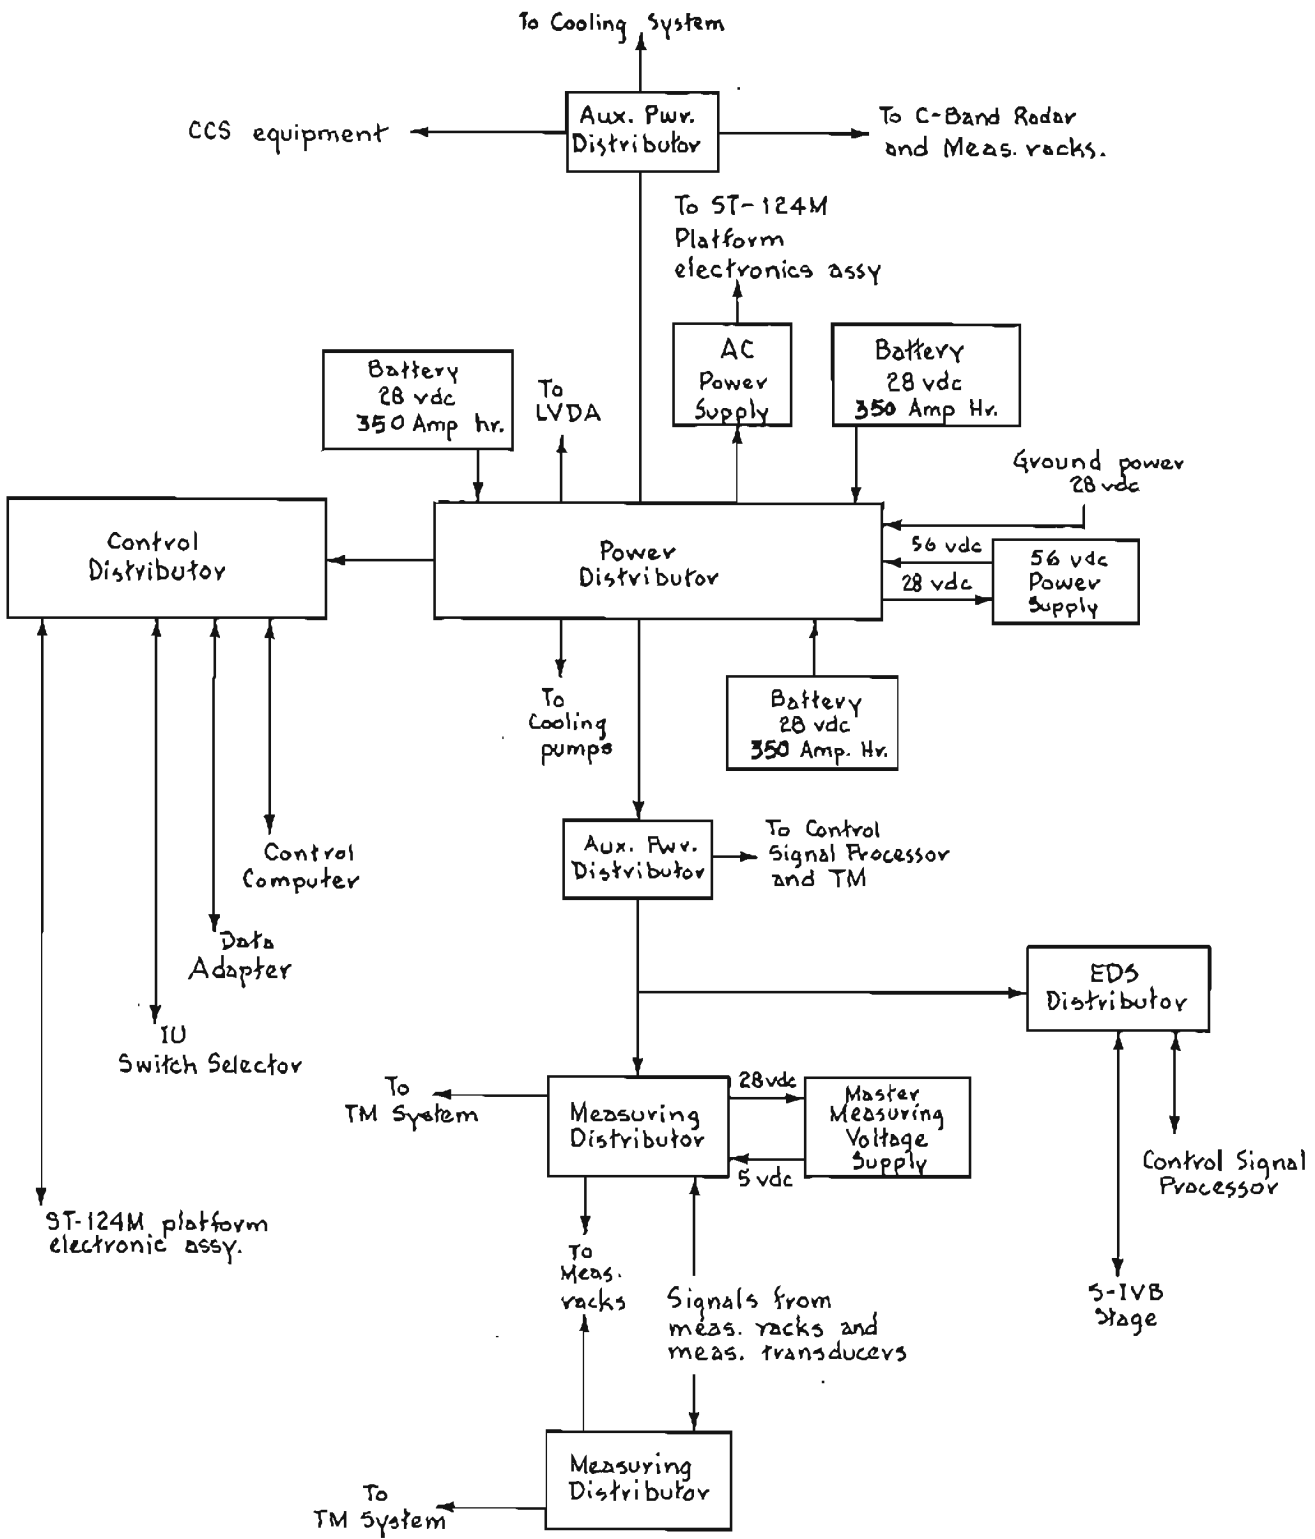 To Cooling System
Aux. Pwr.
Distributor
CCS equipment
To C-Band Radar
and Meas. racks.
To ST-124M
Platform
electronics assy
AC
Power
Supply
Battery
28 vdc
350 Amp Hr.
Battery
28 vdc
350 Amp hr.
To
LVDA
Ground power
28 vdc
Control
Distributor
Power
Distributor
56 vdc
28 vdc
56 vdc
Power
Supply
To
Cooling
pumps
Battery
28 vdc
350 Amp. Hr.
Aux. Pwr.
Distributor
To Control
Signal Processor
and TM
Control
Computer
Data
Adapter
IU
Switch Selector
ST-124M platform
electronic assy.
EDS
Distributor
To
TM System
Measuring
Distributor
28 vdc
5 vdc
Master
Measuring
Voltage
Supply
Control Signal
Processor
S-IVB
Stage
To
Meas.
racks
Signals from
meas. racks and
meas. transducers
Measuring
Distributor
To
TM System